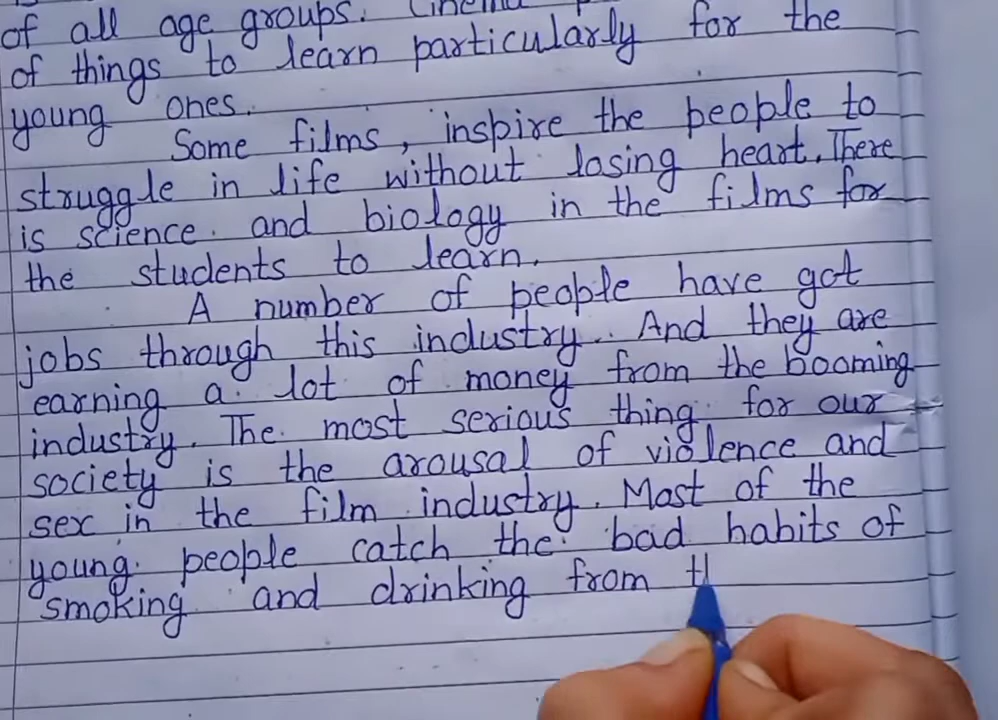 of all age groups. Cinema
of things to learn particularly for the
young ones.
Some films, inspire the people to
struggle in life without losing heart. There
is science. and biology in the films for
the students to learn.
A number of people have got
jobs through this industry. And they are
earning a lot of money from the booming
industry. The most serious thing for our
society is the arousal of violence and
sex in the film industry. Most of the
young people catch the bad habits of
smoking and drinking from th